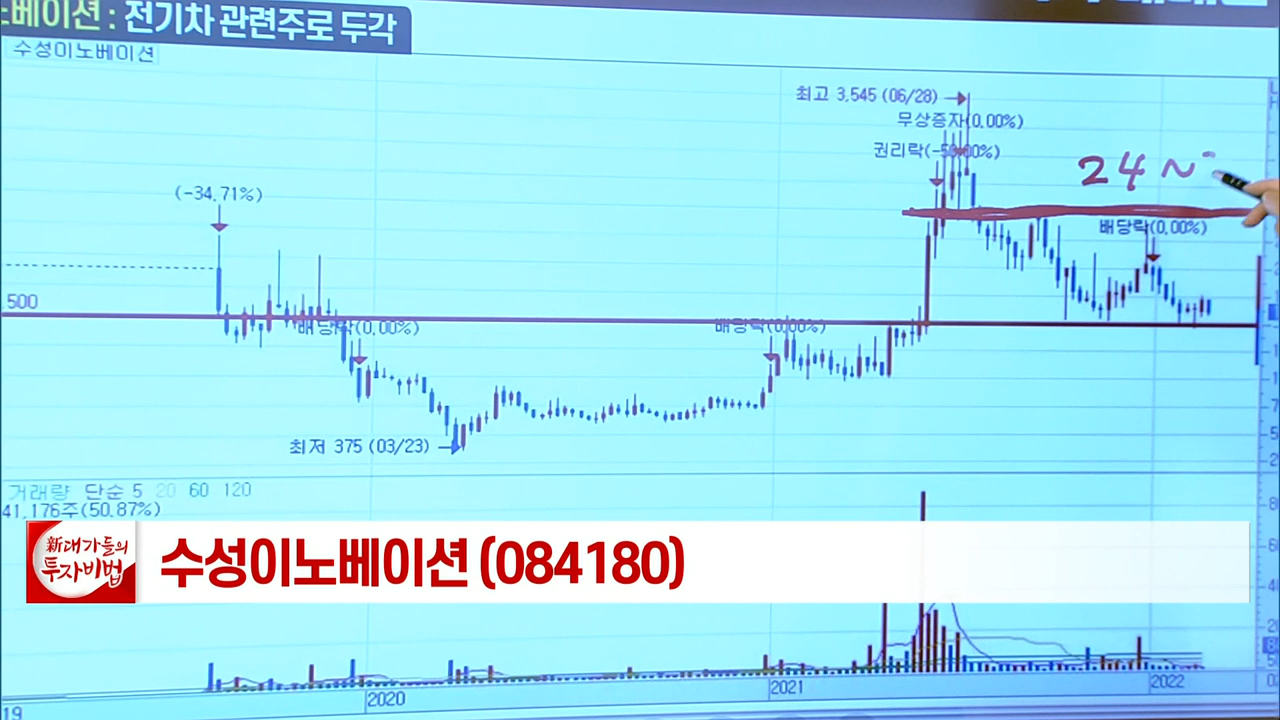 노베이션 : 전기차 관련주로 두각
수성이노베이션
최고 3,545 (06/28)
무상증자(0.00%)
권리락(-50.00%)
24~
(-34.71%)
배당락(0.00%)
500
배당락(0.00%)
배당락(0.00%)
최저 375 (03/23)
거래량 단순 5 20 60 120
41,176주(50.87%)
新대가들의
투자비법
수성이노베이션 (084180)
19
2020
2021
2022